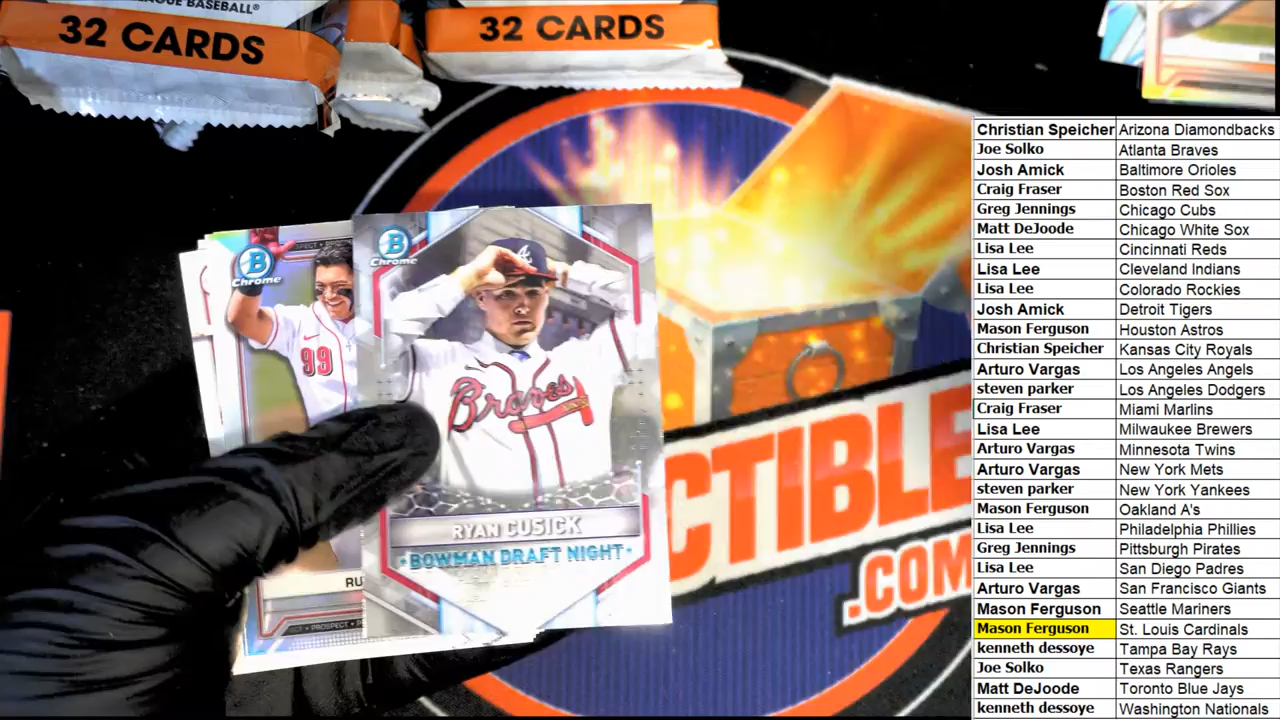 LEAGUE BASEBALL®
32 CARDS
32 CARDS
B
Chrome
99
RU
PROSPECT
B
Chrome
A
Braves
RYAN CUSICK
BOWMAN DRAFT NIGHT
CTIBLE
.COM
Christian Speicher Arizona Diamondbacks
Joe Solko Atlanta Braves
Josh Amick Baltimore Orioles
Craig Fraser Boston Red Sox
Greg Jennings Chicago Cubs
Matt DeJoode Chicago White Sox
Lisa Lee Cincinnati Reds
Lisa Lee Cleveland Indians
Lisa Lee Colorado Rockies
Josh Amick Detroit Tigers
Mason Ferguson Houston Astros
Christian Speicher Kansas City Royals
Arturo Vargas Los Angeles Angels
steven parker Los Angeles Dodgers
Craig Fraser Miami Marlins
Lisa Lee Milwaukee Brewers
Arturo Vargas Minnesota Twins
Arturo Vargas New York Mets
steven parker New York Yankees
Mason Ferguson Oakland A's
Lisa Lee Philadelphia Phillies
Greg Jennings Pittsburgh Pirates
Lisa Lee San Diego Padres
Arturo Vargas San Francisco Giants
Mason Ferguson Seattle Mariners
Mason Ferguson St. Louis Cardinals
kenneth dessoye Tampa Bay Rays
Joe Solko Texas Rangers
Matt DeJoode Toronto Blue Jays
kenneth dessoye Washington Nationals